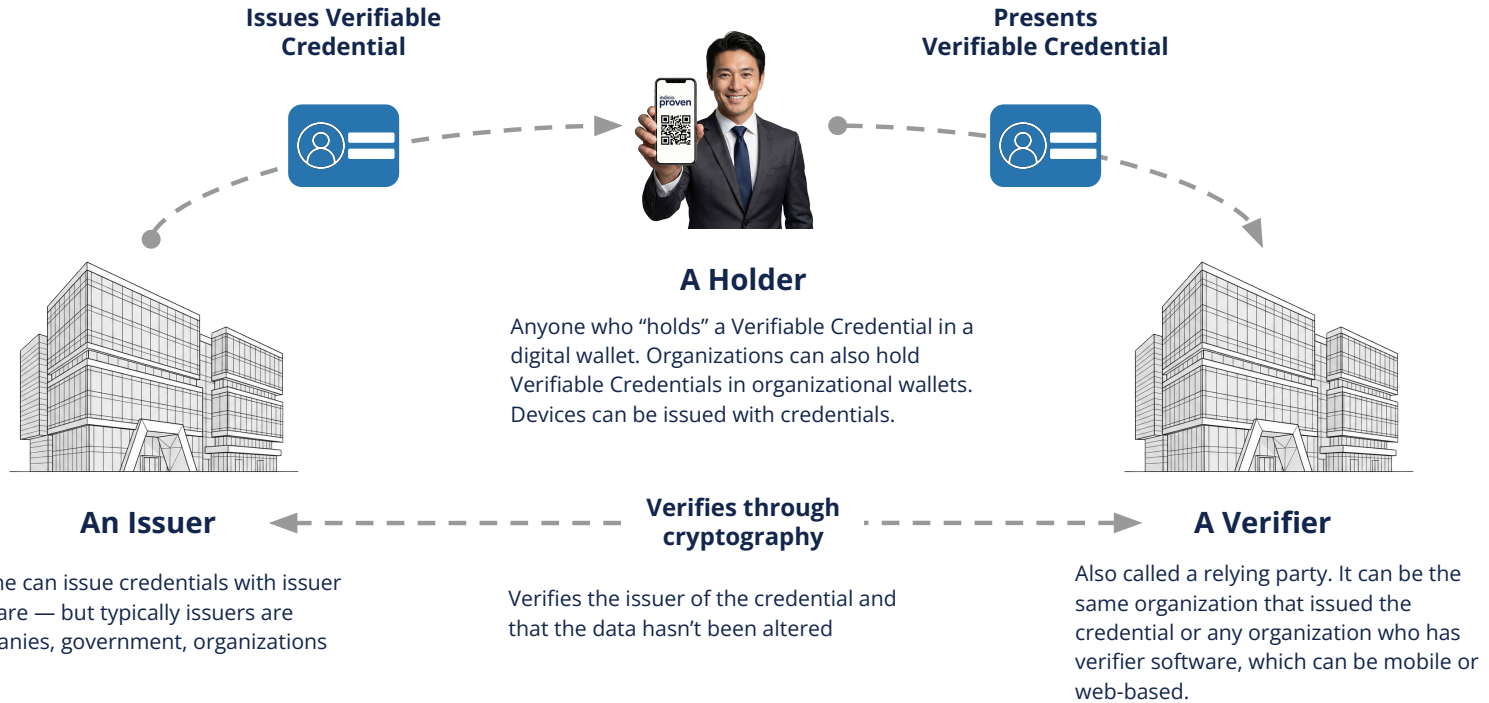 Issues Verifiable
Credential
Presents
Verifiable Credential
indicio
proven
A Holder
Anyone who “holds” a Verifiable Credential in a
digital wallet. Organizations can also hold
Verifiable Credentials in organizational wallets.
Devices can be issued with credentials.
An Issuer
ne can issue credentials with issuer
are — but typically issuers are
anies, government, organizations
Verifies through
cryptography
Verifies the issuer of the credential and
that the data hasn’t been altered
A Verifier
Also called a relying party. It can be the
same organization that issued the
credential or any organization who has
verifier software, which can be mobile or
web-based.